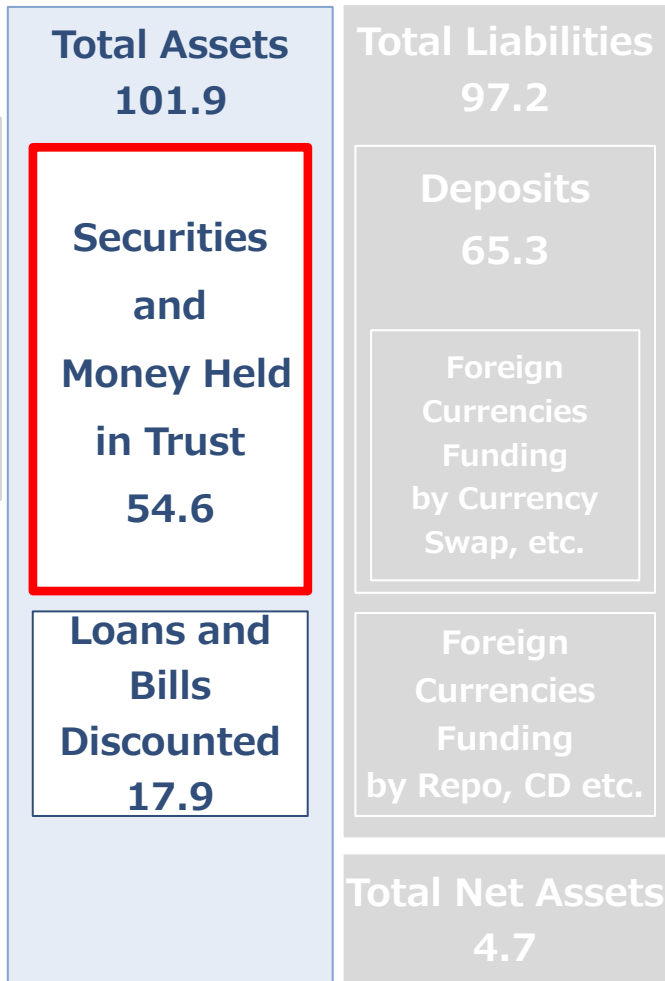 Total Assets
101.9
Securities
and
Money Held
in Trust
54.6
Loans and
Bills
Discounted
17.9
Total Liabilities
97.2
Deposits
65.3
Foreign
Currencies
Funding
by Currency
Swap, etc.
Foreign
Currencies
Funding
by Repo, CD etc.
Total Net Assets
4.7